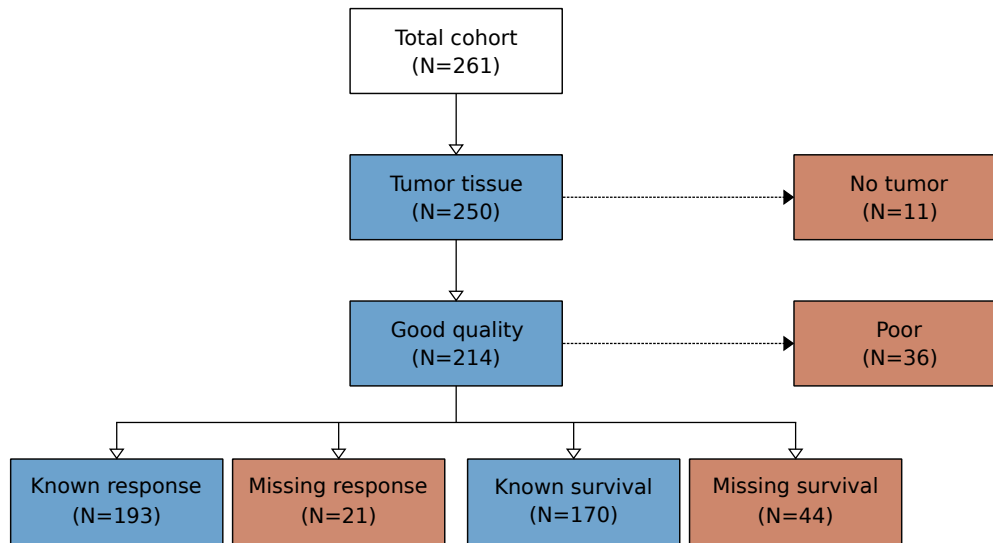 Total cohort
(N=261)
Tumor tissue
(N=250)
No tumor
(N=11)
Good quality
(N=214)
Poor
(N=36)
Known response
(N=193)
Missing response
(N=21)
Known survival
(N=170)
Missing survival
(N=44)